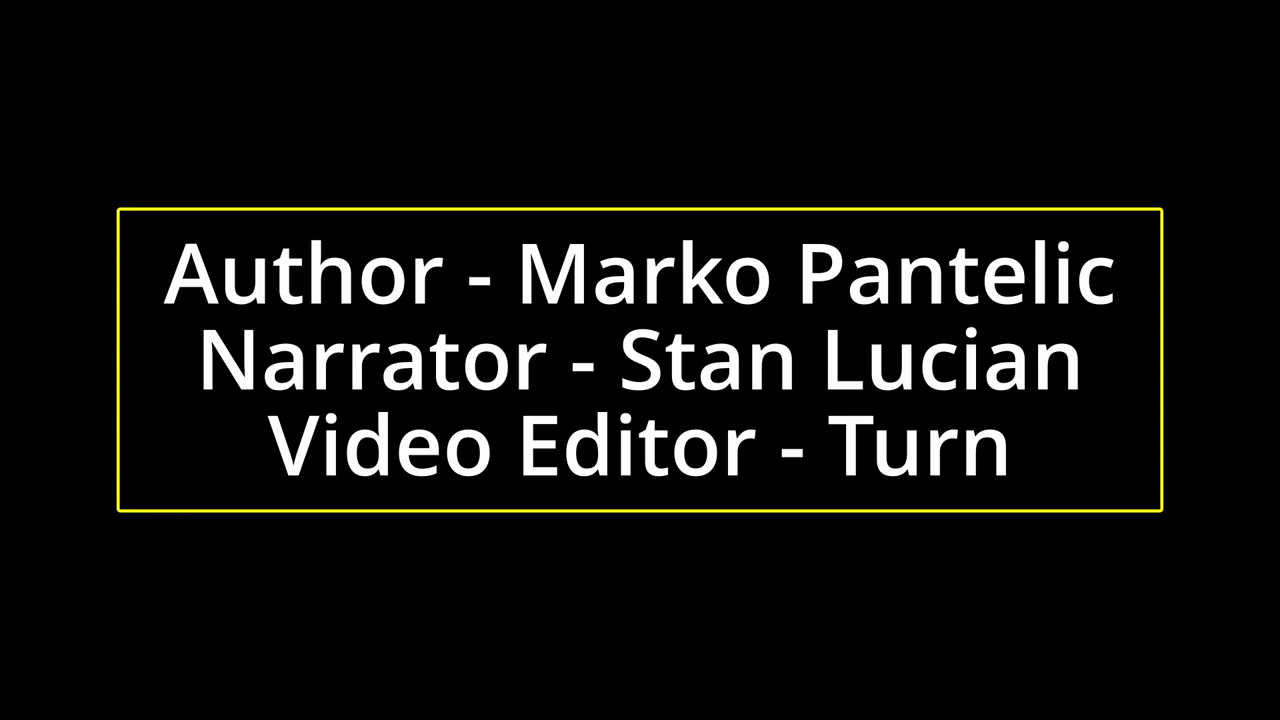 Author - Marko Pantelic
Narrator - Stan Lucian
Video Editor - Turn